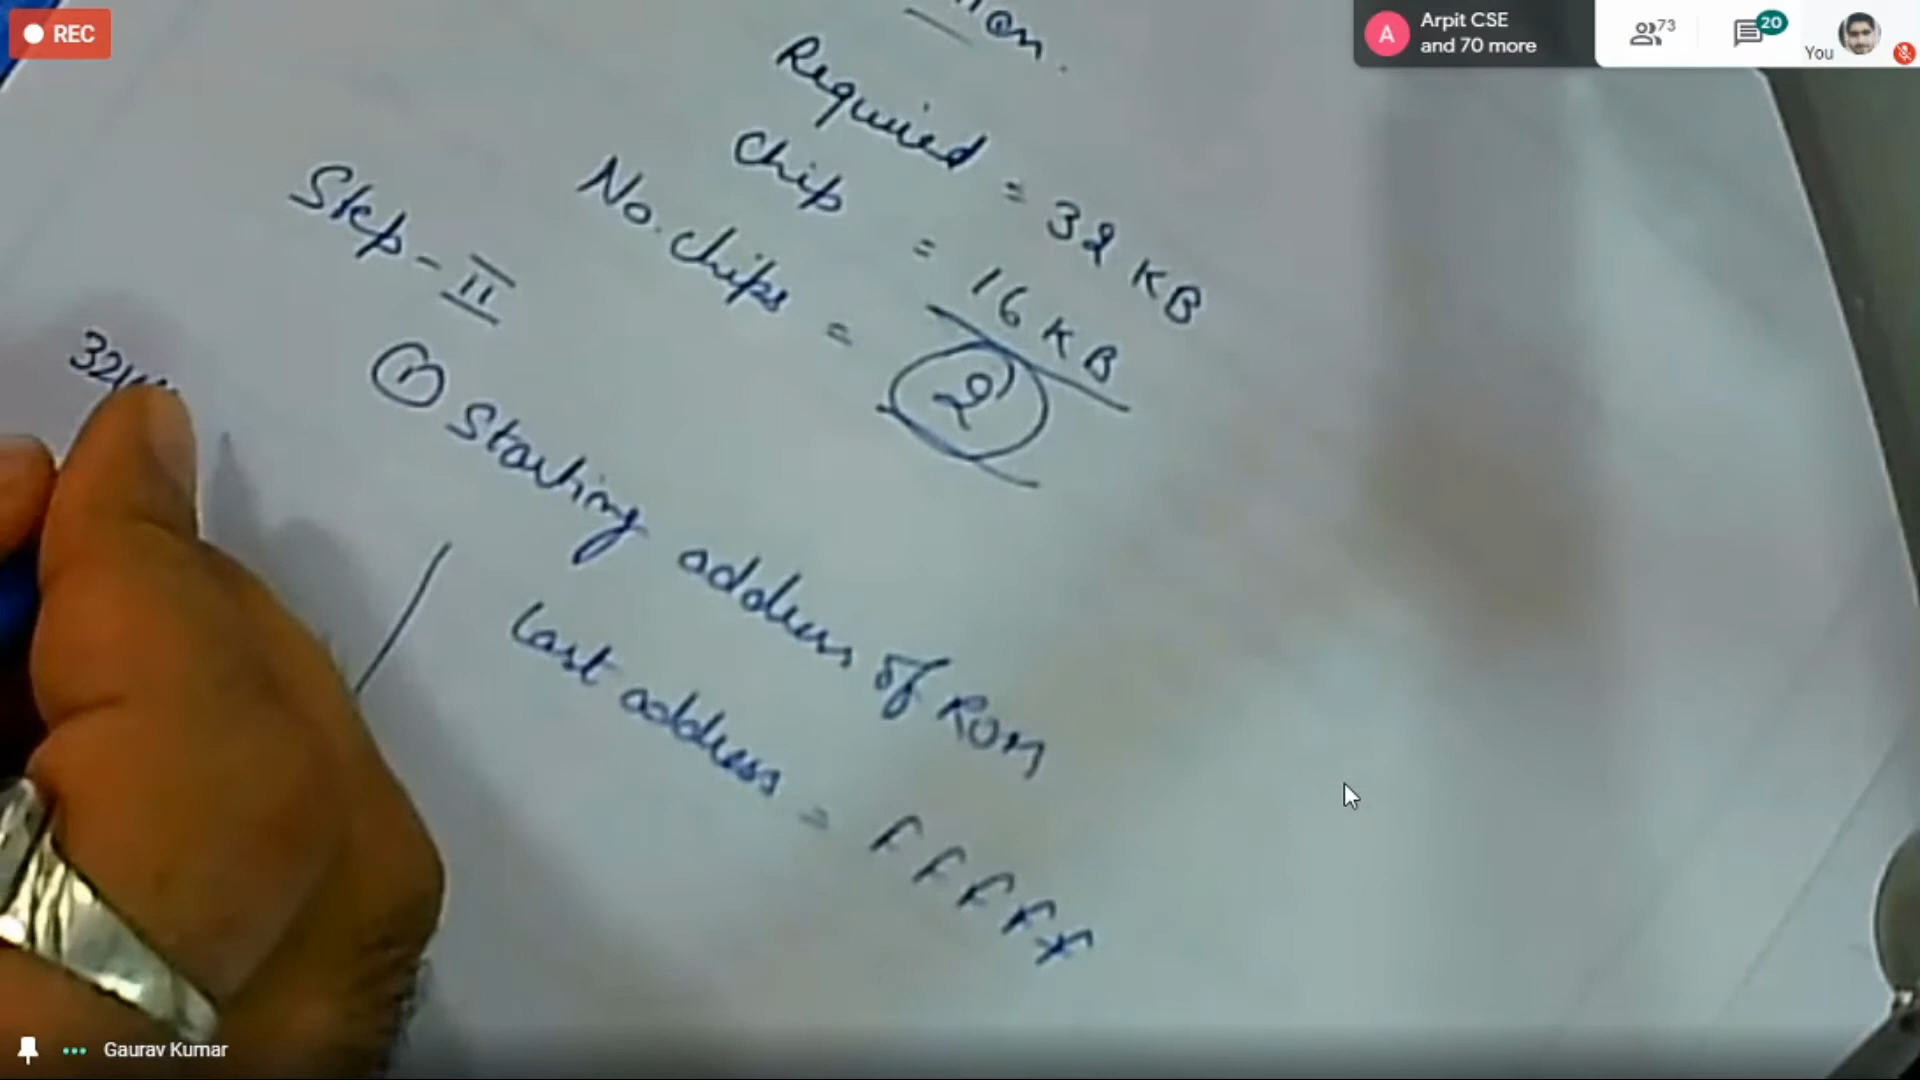 REC
Arpit CSE
and 70 more
73
20
You
A
Required = 32 KB
Chip = 16 KB
No. chips = 2
Step-II
Starting address of ROM
Last address = FFFFF
Gaurav Kumar